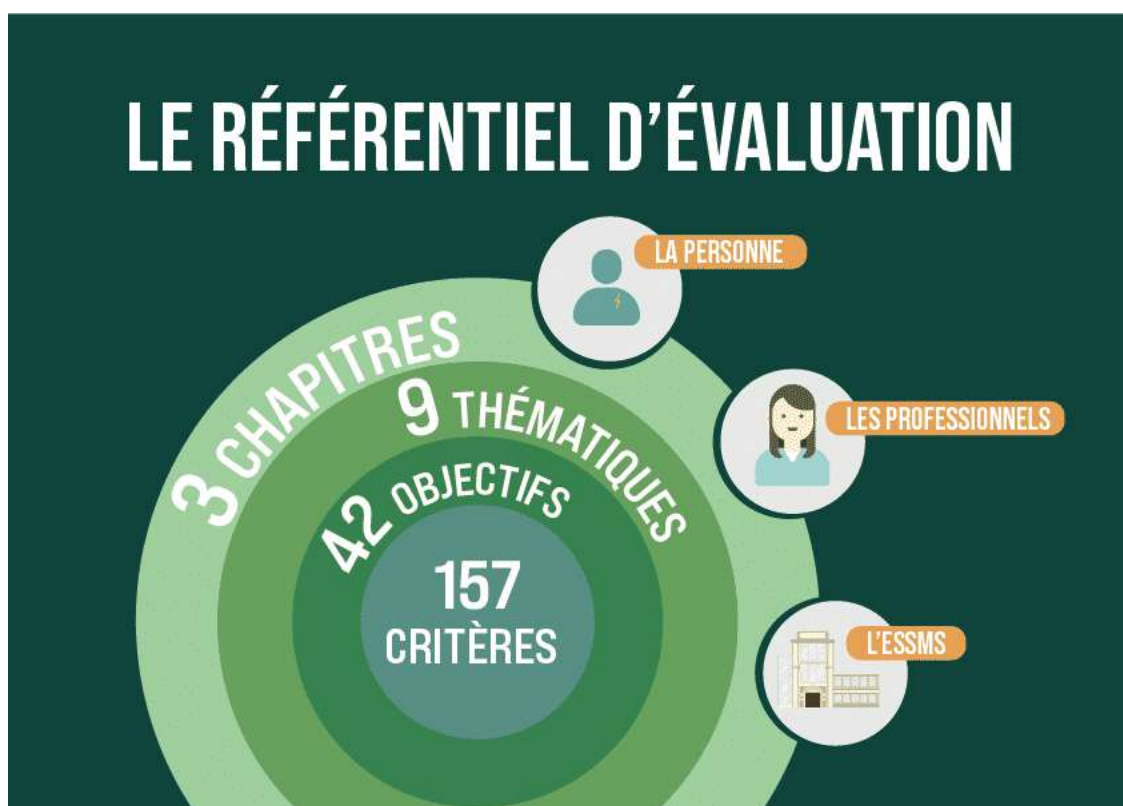 LE RÉFÉRENTIEL D'ÉVALUATION
LA PERSONNE
3 CHAPITRES
9 THÉMATIQUES
LES PROFESSIONNELS
42 OBJECTIFS
157
CRITÈRES
L'ESSMS